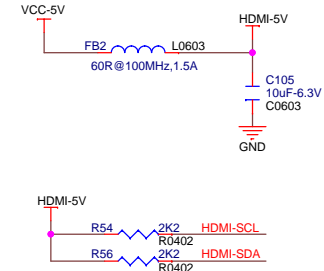 VCC-5V
HDMI-5V
FB2 L0603
60R@100MHz,1.5A
C105
10uF-6.3V
C0603
GND
HDMI-5V
R54 2K2 HDMI-SCL
R0402
R56 2K2 HDMI-SDA
R0402